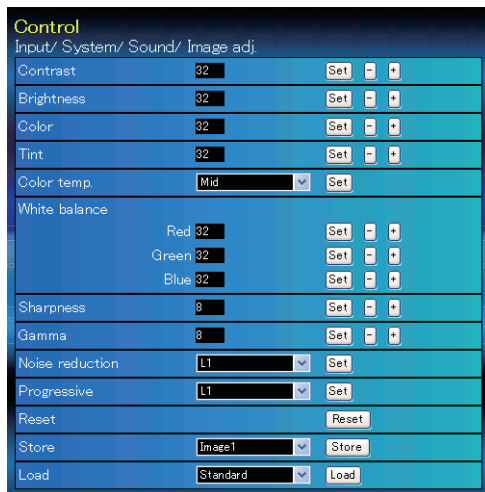 Control
Input/ System/ Sound/ Image adj.
Contrast 32 Set - +
Brightness 32 Set - +
Color 32 Set - +
Tint 32 Set - +
Color temp. Mid Set
White balance
Red 32 Set - +
Green 32 Set - +
Blue 32 Set - +
Sharpness 8 Set - +
Gamma 8 Set - +
Noise reduction L1 Set
Progressive L1 Set
Reset Reset
Store Image1 Store
Load Standard Load